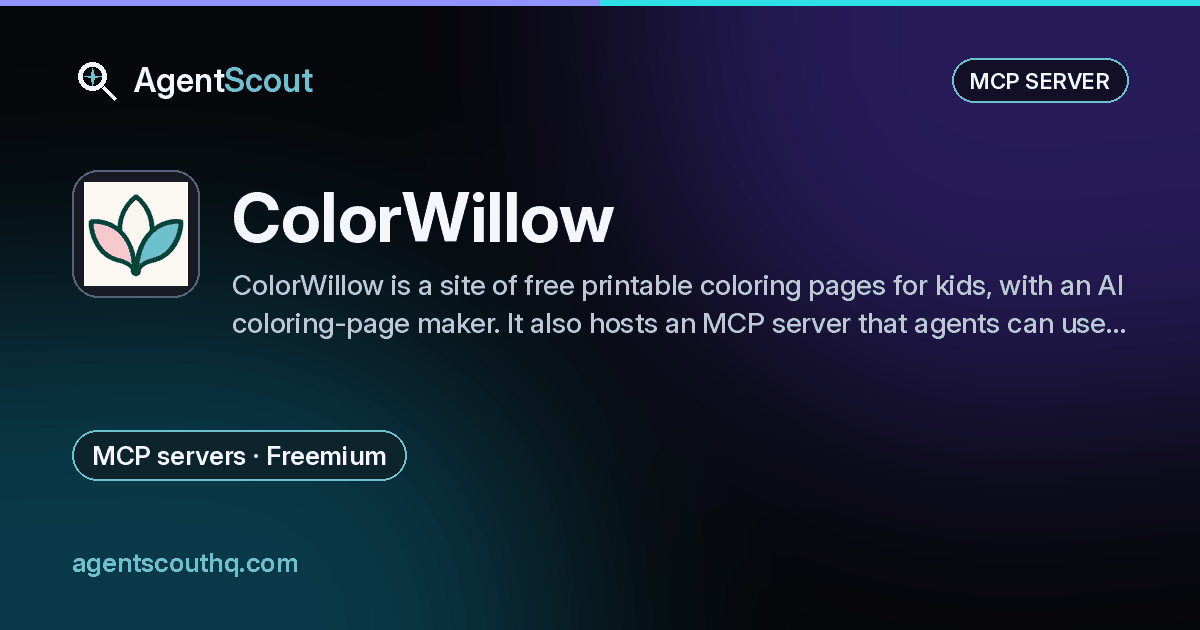 AgentScout
MCP SERVER
ColorWillow
ColorWillow is a site of free printable coloring pages for kids, with an AI
coloring-page maker. It also hosts an MCP server that agents can use...
MCP servers · Freemium
agentscouthq.com